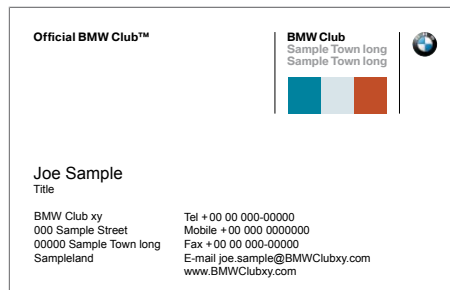 Official BMW Club™
BMW Club
Sample Town long
Sample Town long
Joe Sample
Title
BMW Club xy
000 Sample Street
00000 Sample Town long
Sampleland
Tel +00 00 000-00000
Mobile +00 000 0000000
Fax +00 00 000-00000
E-mail joe.sample@BMWClubxy.com
www.BMWClubxy.com